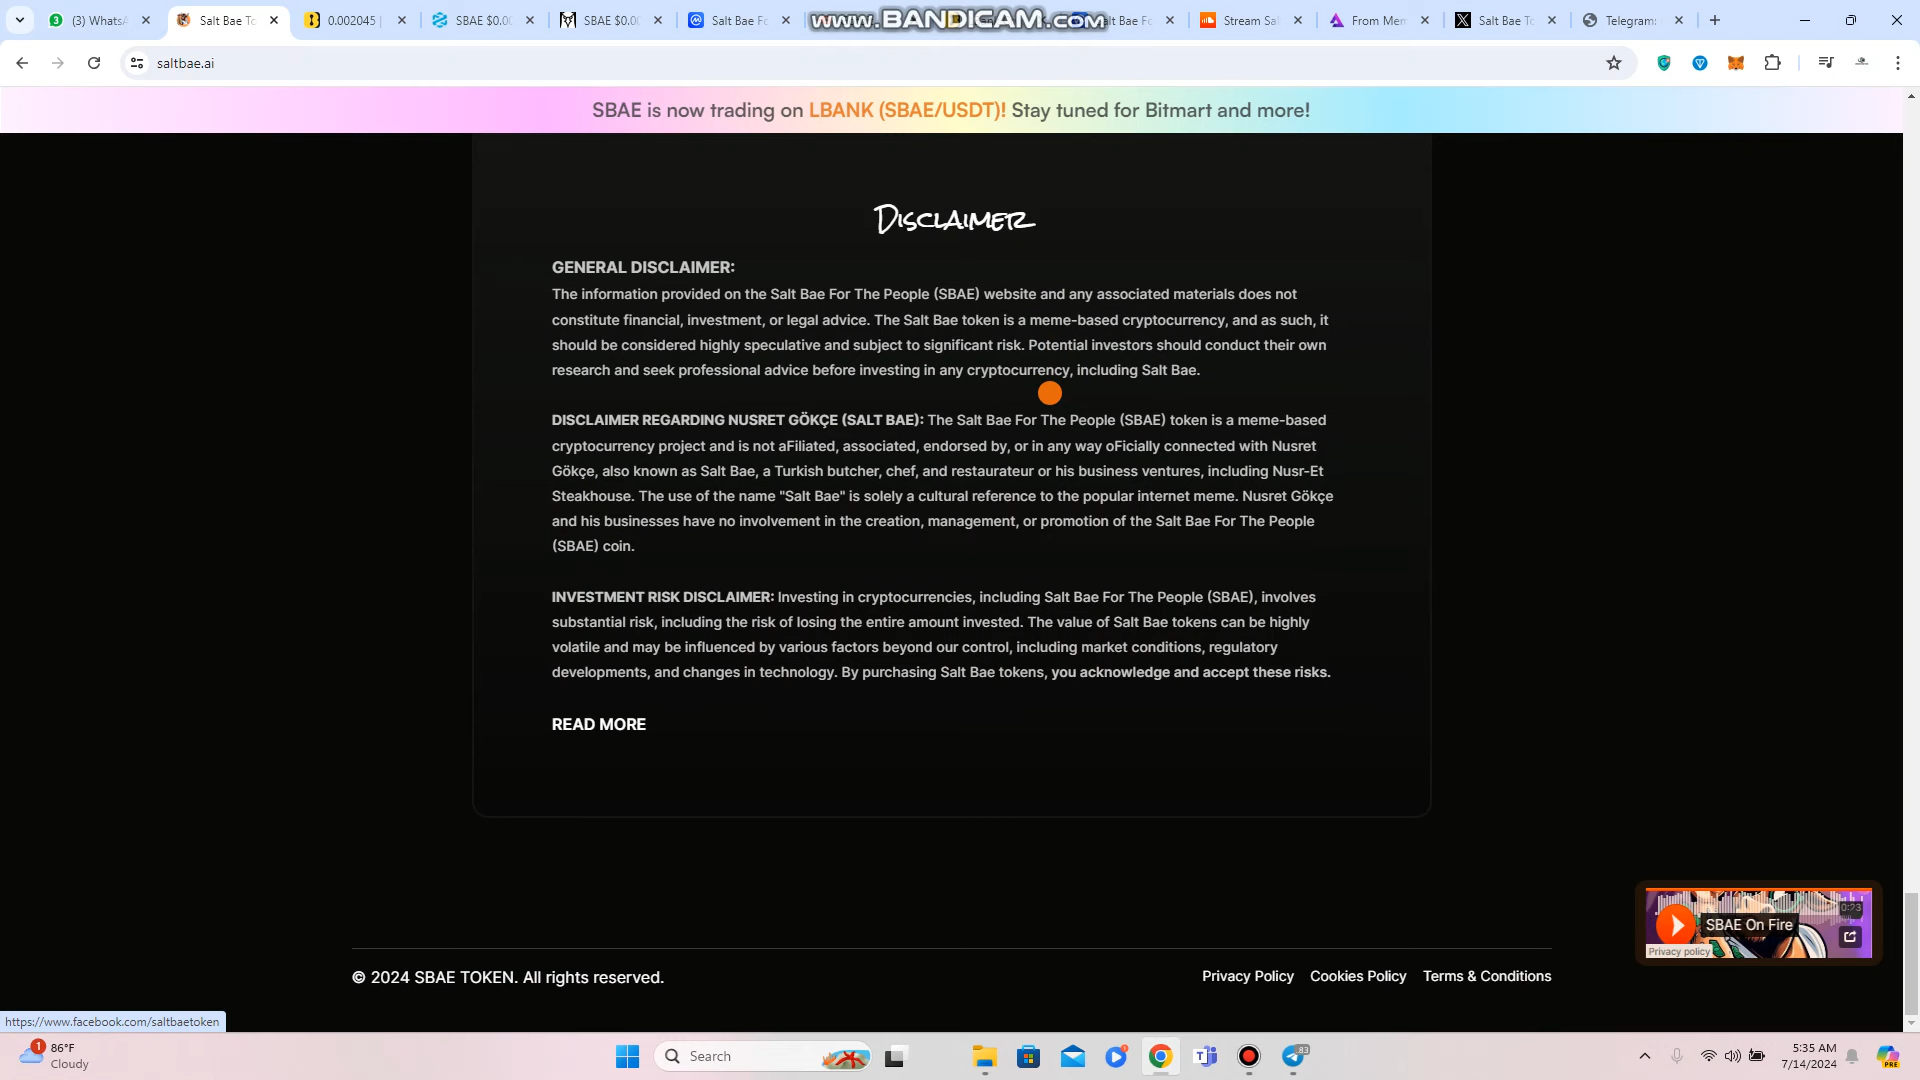 (3) WhatsA
Salt Bae To
0.002045 |
SBAE $0.00
SBAE $0.00
Salt Bae Fo
www.BANDICAM.com
Salt Bae Fo
Stream Sal
From Mem
Salt Bae To
Telegram:
saltbae.ai
SBAE is now trading on LBANK (SBAE/USDT)! Stay tuned for Bitmart and more!
Disclaimer
GENERAL DISCLAIMER:
The information provided on the Salt Bae For The People (SBAE) website and any associated materials does not
constitute financial, investment, or legal advice. The Salt Bae token is a meme-based cryptocurrency, and as such, it
should be considered highly speculative and subject to significant risk. Potential investors should conduct their own
research and seek professional advice before investing in any cryptocurrency, including Salt Bae.
DISCLAIMER REGARDING NUSRET GÖKÇE (SALT BAE): The Salt Bae For The People (SBAE) token is a meme-based
cryptocurrency project and is not aFiliated, associated, endorsed by, or in any way oFicially connected with Nusret
Gökçe, also known as Salt Bae, a Turkish butcher, chef, and restaurateur or his business ventures, including Nusr-Et
Steakhouse. The use of the name "Salt Bae" is solely a cultural reference to the popular internet meme. Nusret Gökçe
and his businesses have no involvement in the creation, management, or promotion of the Salt Bae For The People
(SBAE) coin.
INVESTMENT RISK DISCLAIMER: Investing in cryptocurrencies, including Salt Bae For The People (SBAE), involves
substantial risk, including the risk of losing the entire amount invested. The value of Salt Bae tokens can be highly
volatile and may be influenced by various factors beyond our control, including market conditions, regulatory
developments, and changes in technology. By purchasing Salt Bae tokens, you acknowledge and accept these risks.
READ MORE
0:23
SBAE On Fire
Privacy policy
© 2024 SBAE TOKEN. All rights reserved.
Privacy Policy Cookies Policy Terms & Conditions
https://www.facebook.com/saltbaetoken
1
86°F
Cloudy
Search
83
5:35 AM
7/14/2024
PRE